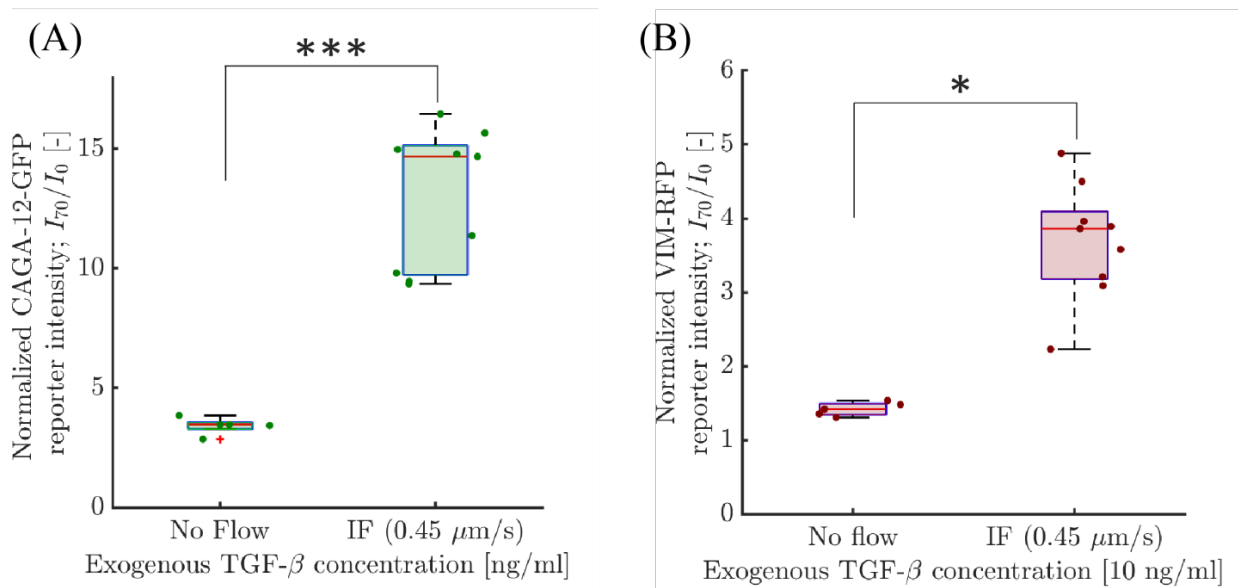 (A)
***
Normalized CAGA-12-GFP
reporter intensity; I₇₀/I₀ [-]
15
10
5
0
No Flow
IF (0.45 μm/s)
Exogenous TGF-β concentration [ng/ml]
(B)
*
Normalized VIM-RFP
reporter intensity; I₇₀/I₀ [-]
6
5
4
3
2
1
0
No flow
IF (0.45 μm/s)
Exogenous TGF-β concentration [10 ng/ml]